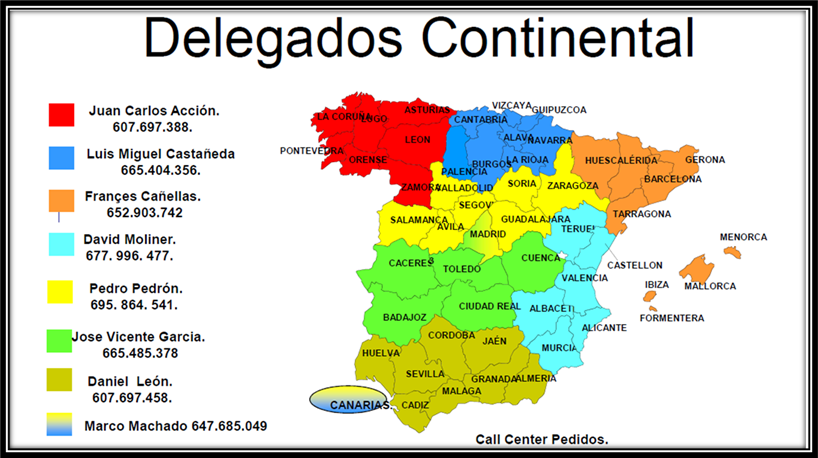 Delegados Continental
Juan Carlos Acción.
607.697.388.
Luis Miguel Castañeda
665.404.356.
Françes Cañellas.
652.903.742
David Moliner.
677. 996. 477.
Pedro Pedrón.
695. 864. 541.
Jose Vicente Garcia.
665.485.378
Daniel León.
607.697.458.
Marco Machado 647.685.049
VIZCAYA
GUIPUZCOA
ASTURIAS
CANTABRIA
LA CORUÑA
LUGO
LEON
ALAVA
NAVARRA
PONTEVEDRA
ORENSE
PALENCIA
BURGOS
LA RIOJA
HUESCA
LÉRIDA
GERONA
BARCELONA
ZAMORA
VALLADOLID
SORIA
ZARAGOZA
TARRAGONA
SALAMANCA
SEGOVI
AVILA
MADRID
GUADALAJARA
TERUEL
MENORCA
CACERES
TOLEDO
CUENCA
CASTELLON
VALENCIA
IBIZA
MALLORCA
BADAJOZ
CIUDAD REAL
ALBACET
FORMENTERA
ALICANTE
CORDOBA
JAÉN
MURCIA
HUELVA
SEVILLA
GRANADA
ALMERIA
MALAGA
CANARIAS.
CADIZ
Call Center Pedidos.